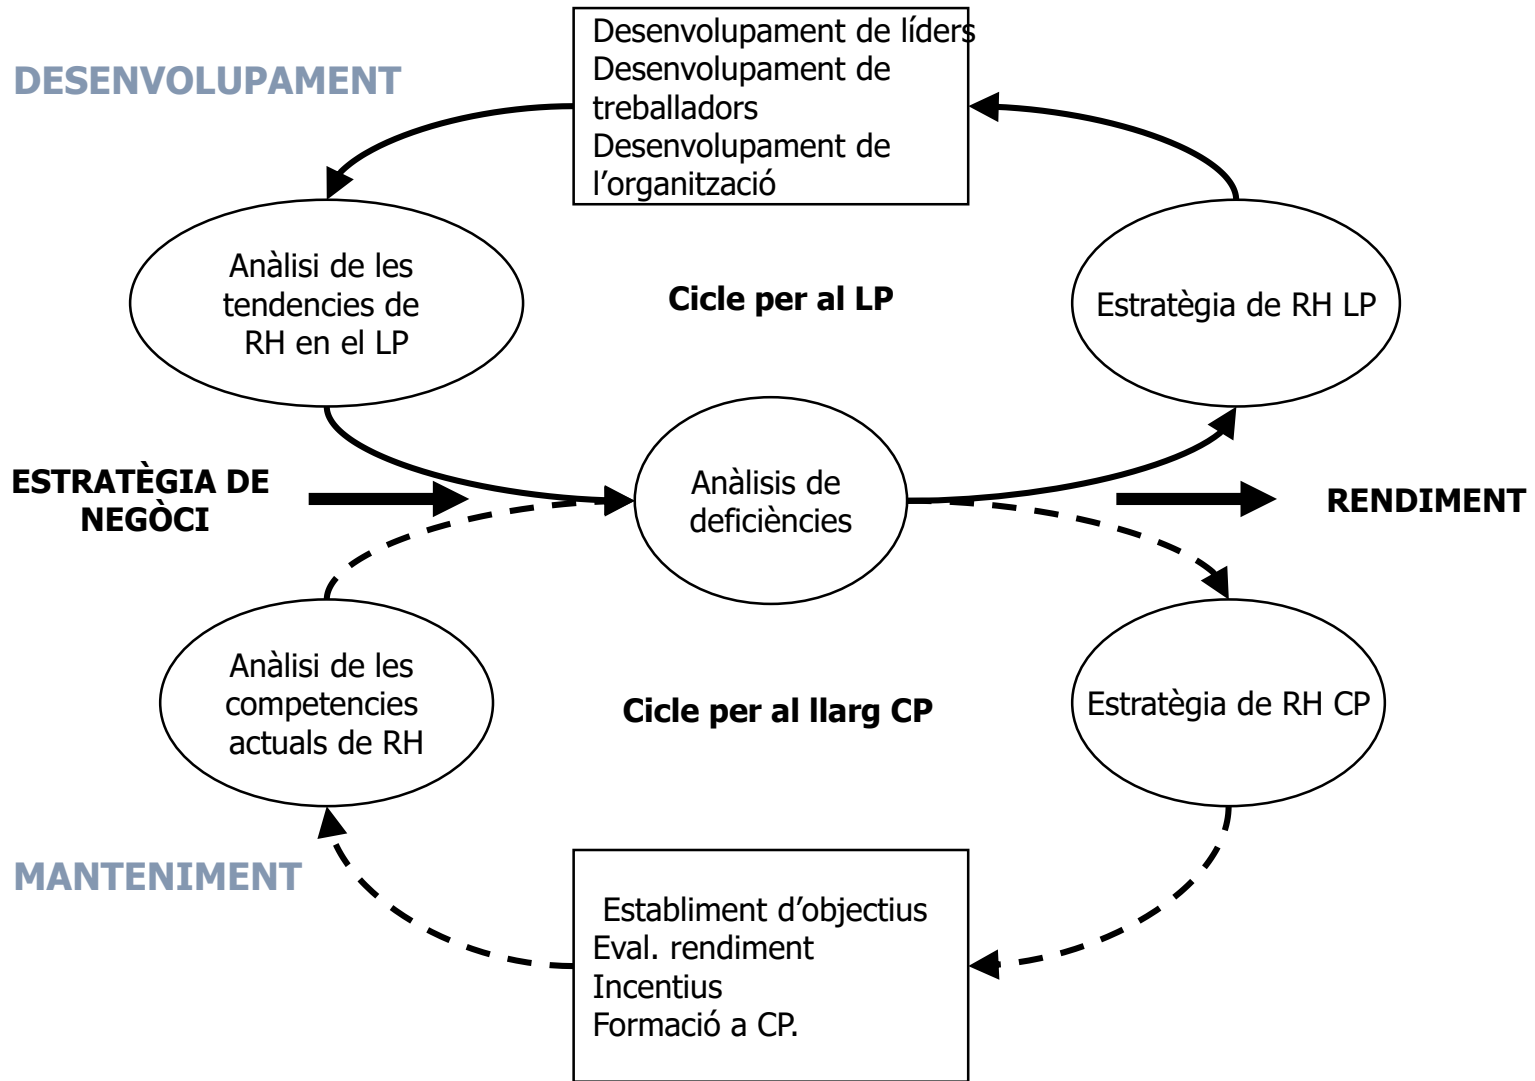 Desenvolupament de líders
Desenvolupament de
treballadors
Desenvolupament de
l’organització
DESENVOLUPAMENT
Anàlisi de les
tendencies de
RH en el LP
Cicle per al LP
Estratègia de RH LP
ESTRATÈGIA DE
NEGÒCI
Anàlisis de
deficiències
RENDIMENT
Anàlisi de les
competencies
actuals de RH
Cicle per al llarg CP
Estratègia de RH CP
MANTENIMENT
Establiment d’objectius
Eval. rendiment
Incentius
Formació a CP.